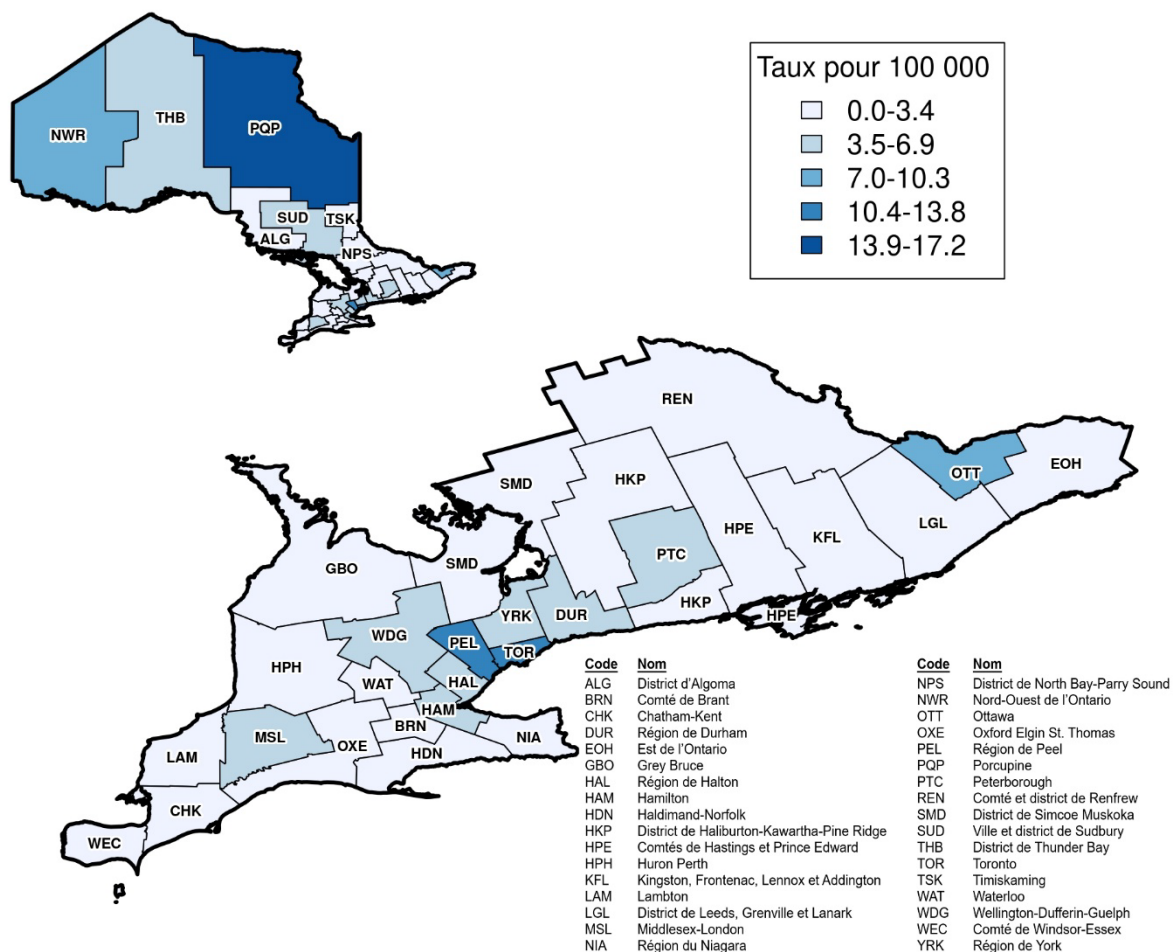 Taux pour 100 000
0.0-3.4
3.5-6.9
7.0-10.3
10.4-13.8
13.9-17.2
NWR
THB
PQP
SUD
TSK
ALG
NPS
REN
SMD
HKP
OTT
EOH
HPE
KFL
LGL
PTC
GBO
SMD
YRK
DUR
HKP
HPE
WDG
PEL
TOR
HPH
WAT
HAL
HAM
MSL
OXE
BRN
NIA
LAM
HDN
CHK
WEC
Code Nom
ALG District d'Algoma
BRN Comté de Brant
CHK Chatham-Kent
DUR Région de Durham
EOH Est de l'Ontario
GBO Grey Bruce
HAL Région de Halton
HAM Hamilton
HDN Haldimand-Norfolk
HKP District de Haliburton-Kawartha-Pine Ridge
HPE Comtés de Hastings et Prince Edward
HPH Huron Perth
KFL Kingston, Frontenac, Lennox et Addington
LAM Lambton
LGL District de Leeds, Grenville et Lanark
MSL Middlesex-London
NIA Région du Niagara
Code Nom
NPS District de North Bay-Parry Sound
NWR Nord-Ouest de l'Ontario
OTT Ottawa
OXE Oxford Elgin St. Thomas
PEL Région de Peel
PQP Porcupine
PTC Peterborough
REN Comté et district de Renfrew
SMD District de Simcoe Muskoka
SUD Ville et district de Sudbury
THB District de Thunder Bay
TOR Toronto
TSK Timiskaming
WAT Waterloo
WDG Wellington-Dufferin-Guelph
WEC Comté de Windsor-Essex
YRK Région de York